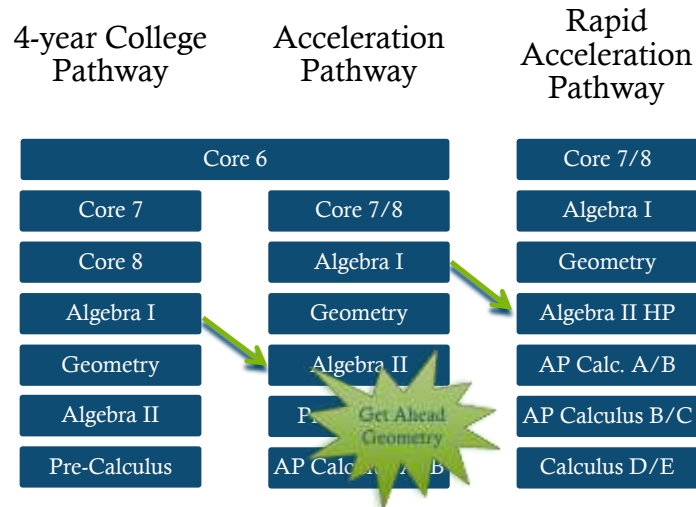 4-year College
Pathway
Acceleration
Pathway
Rapid
Acceleration
Pathway
Core 6
Core 7/8
Core 7
Core 7/8
Algebra I
Core 8
Algebra I
Geometry
Algebra I
Geometry
Algebra II HP
Geometry
Algebra II
AP Calc. A/B
Algebra II
Get Ahead
Geometry
AP Calculus B/C
Pre-Calculus
AP Calculus A/B
Calculus D/E